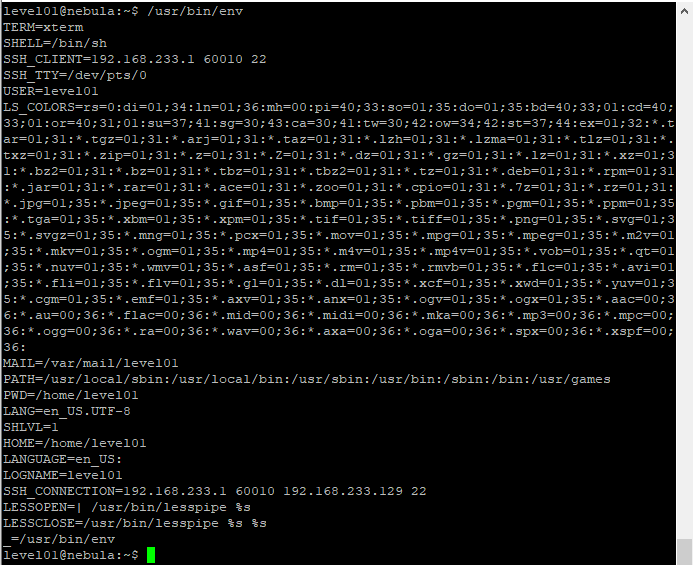 level01@nebula:~$ /usr/bin/env
TERM=xterm
SHELL=/bin/sh
SSH_CLIENT=192.168.233.1 60010 22
SSH_TTY=/dev/pts/0
USER=level01
LS_COLORS=rs=0:di=01;34:ln=01;36:mh=00:pi=40;33:so=01;35:do=01;35:bd=40;33;01:cd=40;
33;01:or=40;31;01:su=37;41:sg=30;43:ca=30;41:tw=30;42:ow=34;42:st=37;44:ex=01;32:*.t
ar=01;31:*.tgz=01;31:*.arj=01;31:*.taz=01;31:*.lzh=01;31:*.lzma=01;31:*.tlz=01;31:*.
txz=01;31:*.zip=01;31:*.z=01;31:*.Z=01;31:*.dz=01;31:*.gz=01;31:*.lz=01;31:*.xz=01;3
1:*.bz2=01;31:*.bz=01;31:*.tbz=01;31:*.tbz2=01;31:*.tz=01;31:*.deb=01;31:*.rpm=01;31
:*.jar=01;31:*.rar=01;31:*.ace=01;31:*.zoo=01;31:*.cpio=01;31:*.7z=01;31:*.rz=01;31:
*.jpg=01;35:*.jpeg=01;35:*.gif=01;35:*.bmp=01;35:*.pbm=01;35:*.pgm=01;35:*.ppm=01;35
:*.tga=01;35:*.xbm=01;35:*.xpm=01;35:*.tif=01;35:*.tiff=01;35:*.png=01;35:*.svg=01;3
5:*.svgz=01;35:*.mng=01;35:*.pcx=01;35:*.mov=01;35:*.mpg=01;35:*.mpeg=01;35:*.m2v=01
;35:*.mkv=01;35:*.ogm=01;35:*.mp4=01;35:*.m4v=01;35:*.mp4v=01;35:*.vob=01;35:*.qt=01
;35:*.nuv=01;35:*.wmv=01;35:*.asf=01;35:*.rm=01;35:*.rmvb=01;35:*.flc=01;35:*.avi=01
;35:*.fli=01;35:*.flv=01;35:*.gl=01;35:*.dl=01;35:*.xcf=01;35:*.xwd=01;35:*.yuv=01;3
5:*.cgm=01;35:*.emf=01;35:*.axv=01;35:*.anx=01;35:*.ogv=01;35:*.ogx=01;35:*.aac=00;3
6:*.au=00;36:*.flac=00;36:*.mid=00;36:*.midi=00;36:*.mka=00;36:*.mp3=00;36:*.mpc=00;
36:*.ogg=00;36:*.ra=00;36:*.wav=00;36:*.axa=00;36:*.oga=00;36:*.spx=00;36:*.xspf=00;
36:
MAIL=/var/mail/level01
PATH=/usr/local/sbin:/usr/local/bin:/usr/sbin:/usr/bin:/sbin:/bin:/usr/games
PWD=/home/level01
LANG=en_US.UTF-8
SHLVL=1
HOME=/home/level01
LANGUAGE=en_US:
LOGNAME=level01
SSH_CONNECTION=192.168.233.1 60010 192.168.233.129 22
LESSOPEN=| /usr/bin/lesspipe %s
LESSCLOSE=/usr/bin/lesspipe %s %s
_=/usr/bin/env
level01@nebula:~$